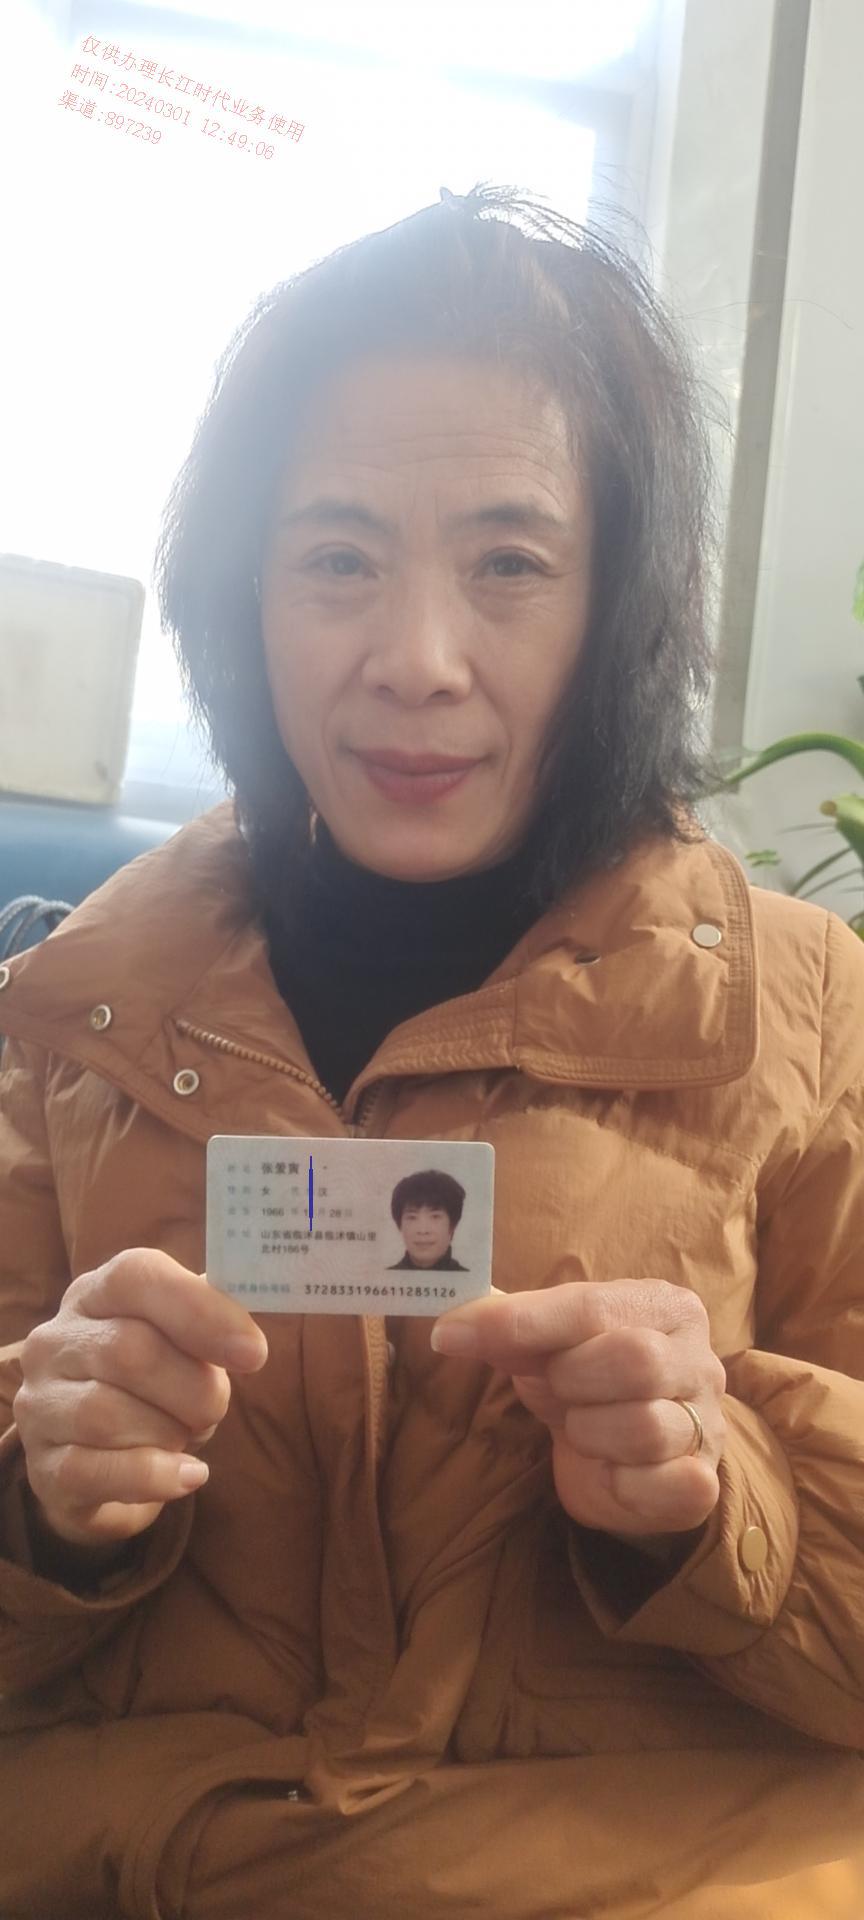 仅供办理长江时代业务使用
时间:20240301 12:49:06
渠道:897239
姓名 张爱寅
性别 女 民 汉
出生 1966 年 1 月 28 日
住址 山东省临沭县临沭镇山里
北村166号
公民身份号码 372833196611285126